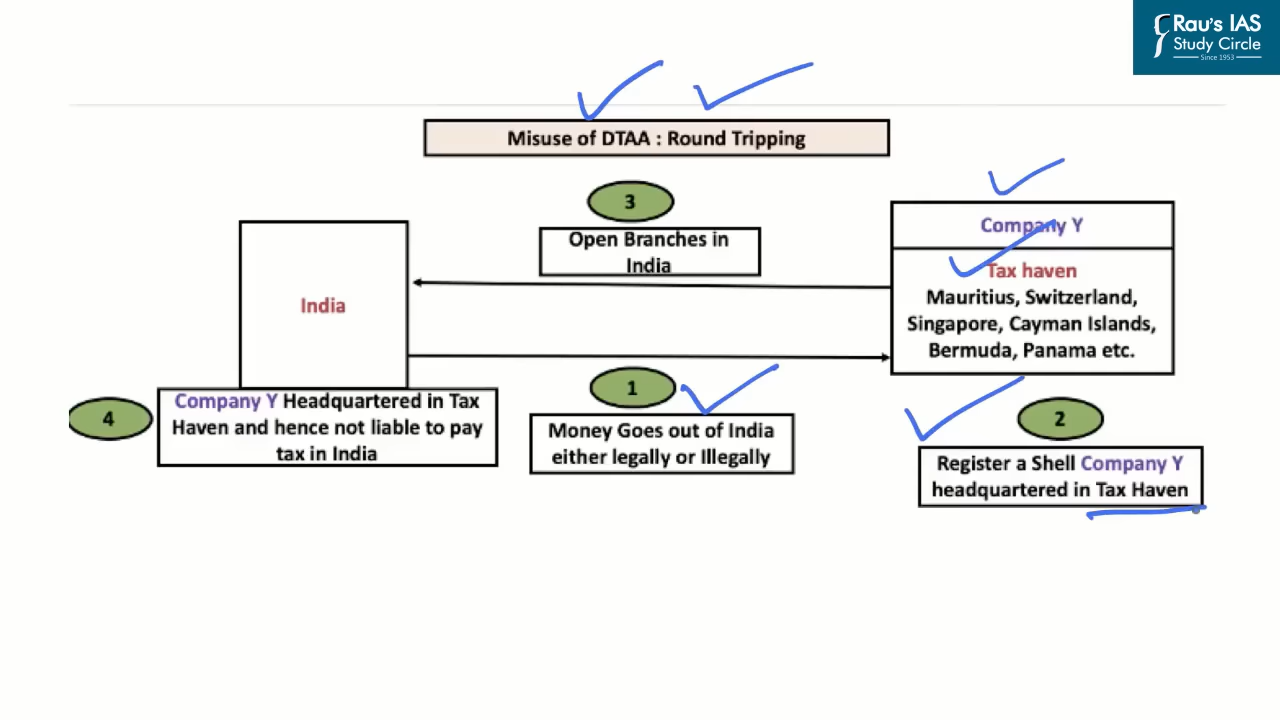 Rau's IAS
Study Circle
Since 1953
Misuse of DTAA : Round Tripping
3
Open Branches in
India
Company Y
Tax haven
Mauritius, Switzerland,
Singapore, Cayman Islands,
Bermuda, Panama etc.
India
1
Money Goes out of India
either legally or Illegally
4
Company Y Headquartered in Tax
Haven and hence not liable to pay
tax in India
2
Register a Shell Company Y
headquartered in Tax Haven